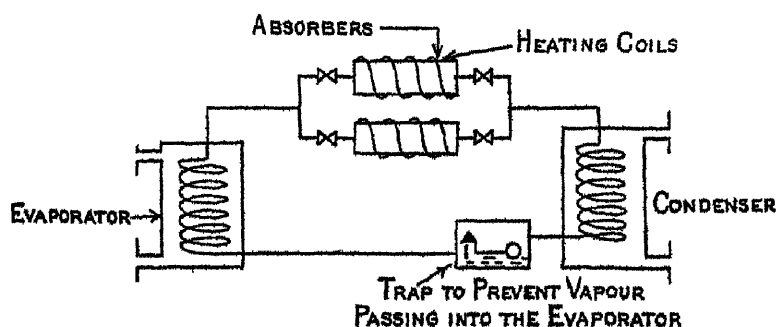 ABSORBERS
HEATING COILS
EVAPORATOR
CONDENSER
TRAP TO PREVENT VAPOUR
PASSING INTO THE EVAPORATOR